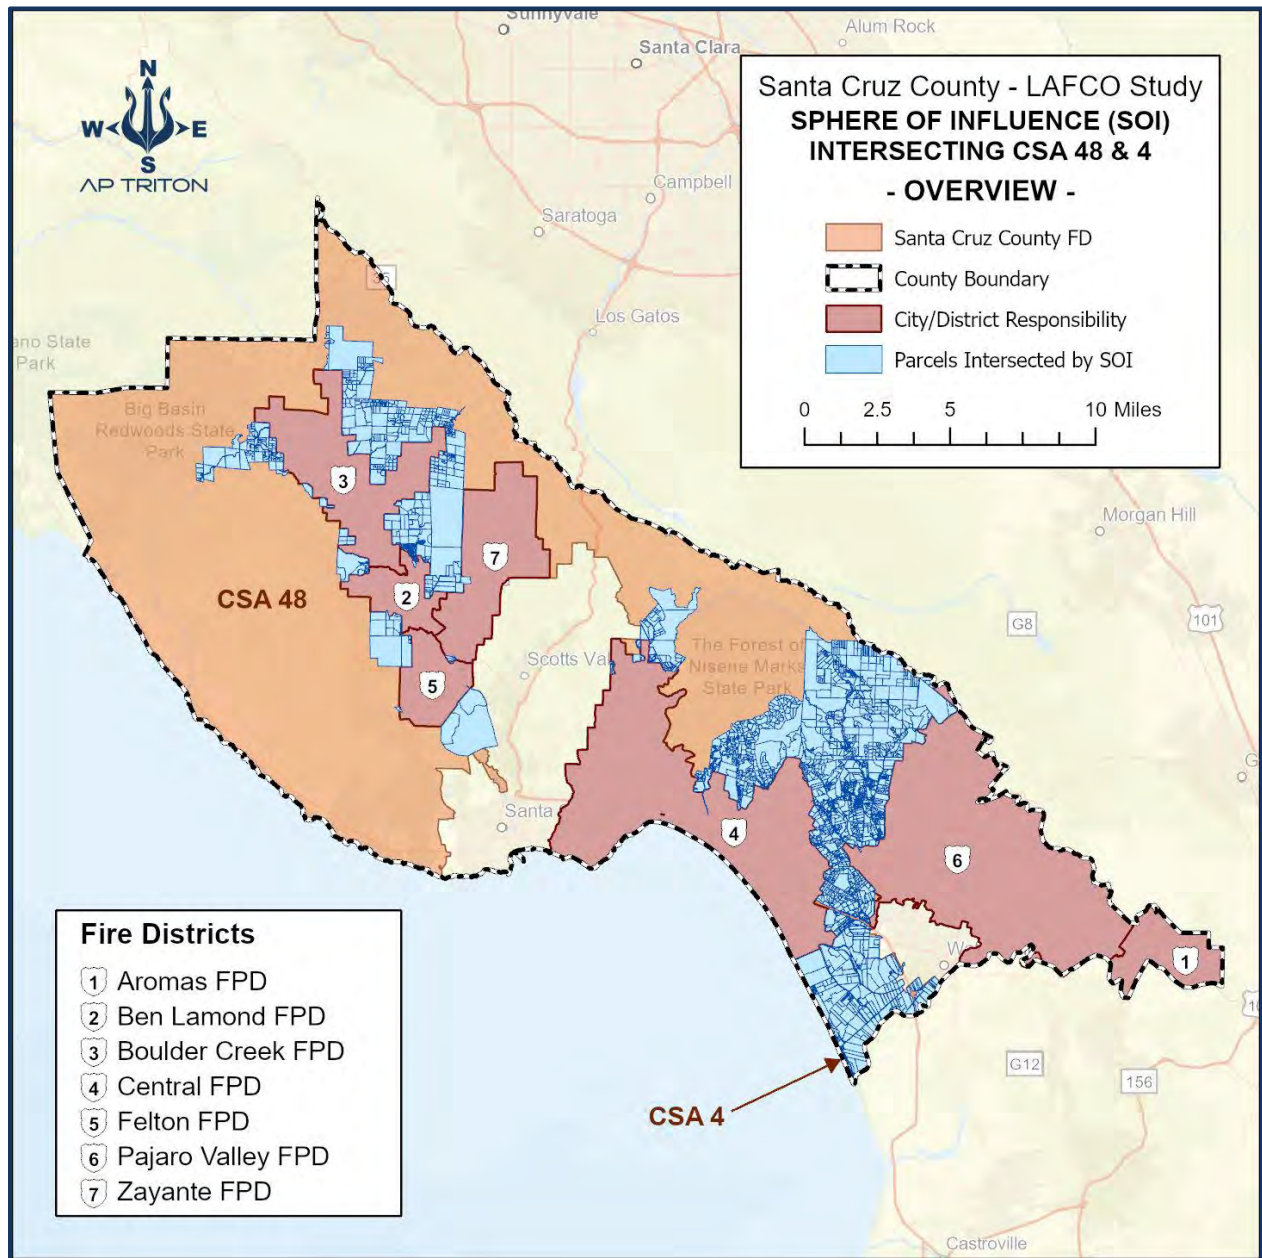 Sunnyvale
Santa Clara
Alum Rock
N
W
E
S
AP TRITON
Santa Cruz County - LAFCO Study
SPHERE OF INFLUENCE (SOI)
INTERSECTING CSA 48 & 4
- OVERVIEW -
Santa Cruz County FD
County Boundary
City/District Responsibility
Parcels Intersected by SOI
0 2.5 5 10 Miles
Campbell
Saratoga
35
Los Gatos
ano State
Park
Big Basin
Redwoods State
Park
3
7
Morgan Hill
CSA 48
2
G8
101
Scotts Va
The Forest of
Nisene Marks
State Park
5
G
Santa
4
6
W
1
10
G12
156
CSA 4
Castroville
Fire Districts
1 Aromas FPD
2 Ben Lamond FPD
3 Boulder Creek FPD
4 Central FPD
5 Felton FPD
6 Pajaro Valley FPD
7 Zayante FPD